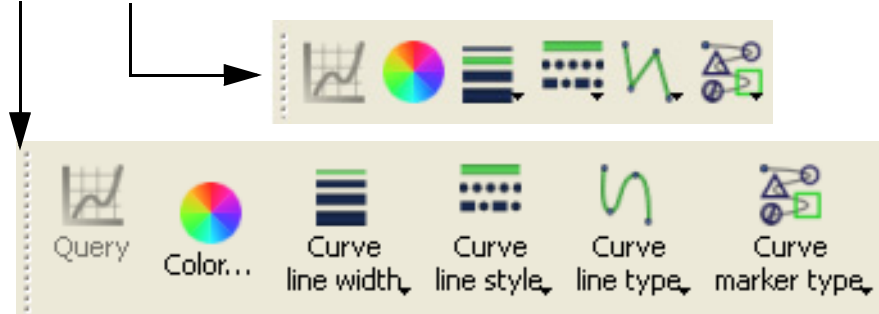 Query
Color...
Curve
line width
Curve
line style
Curve
line type
Curve
marker type